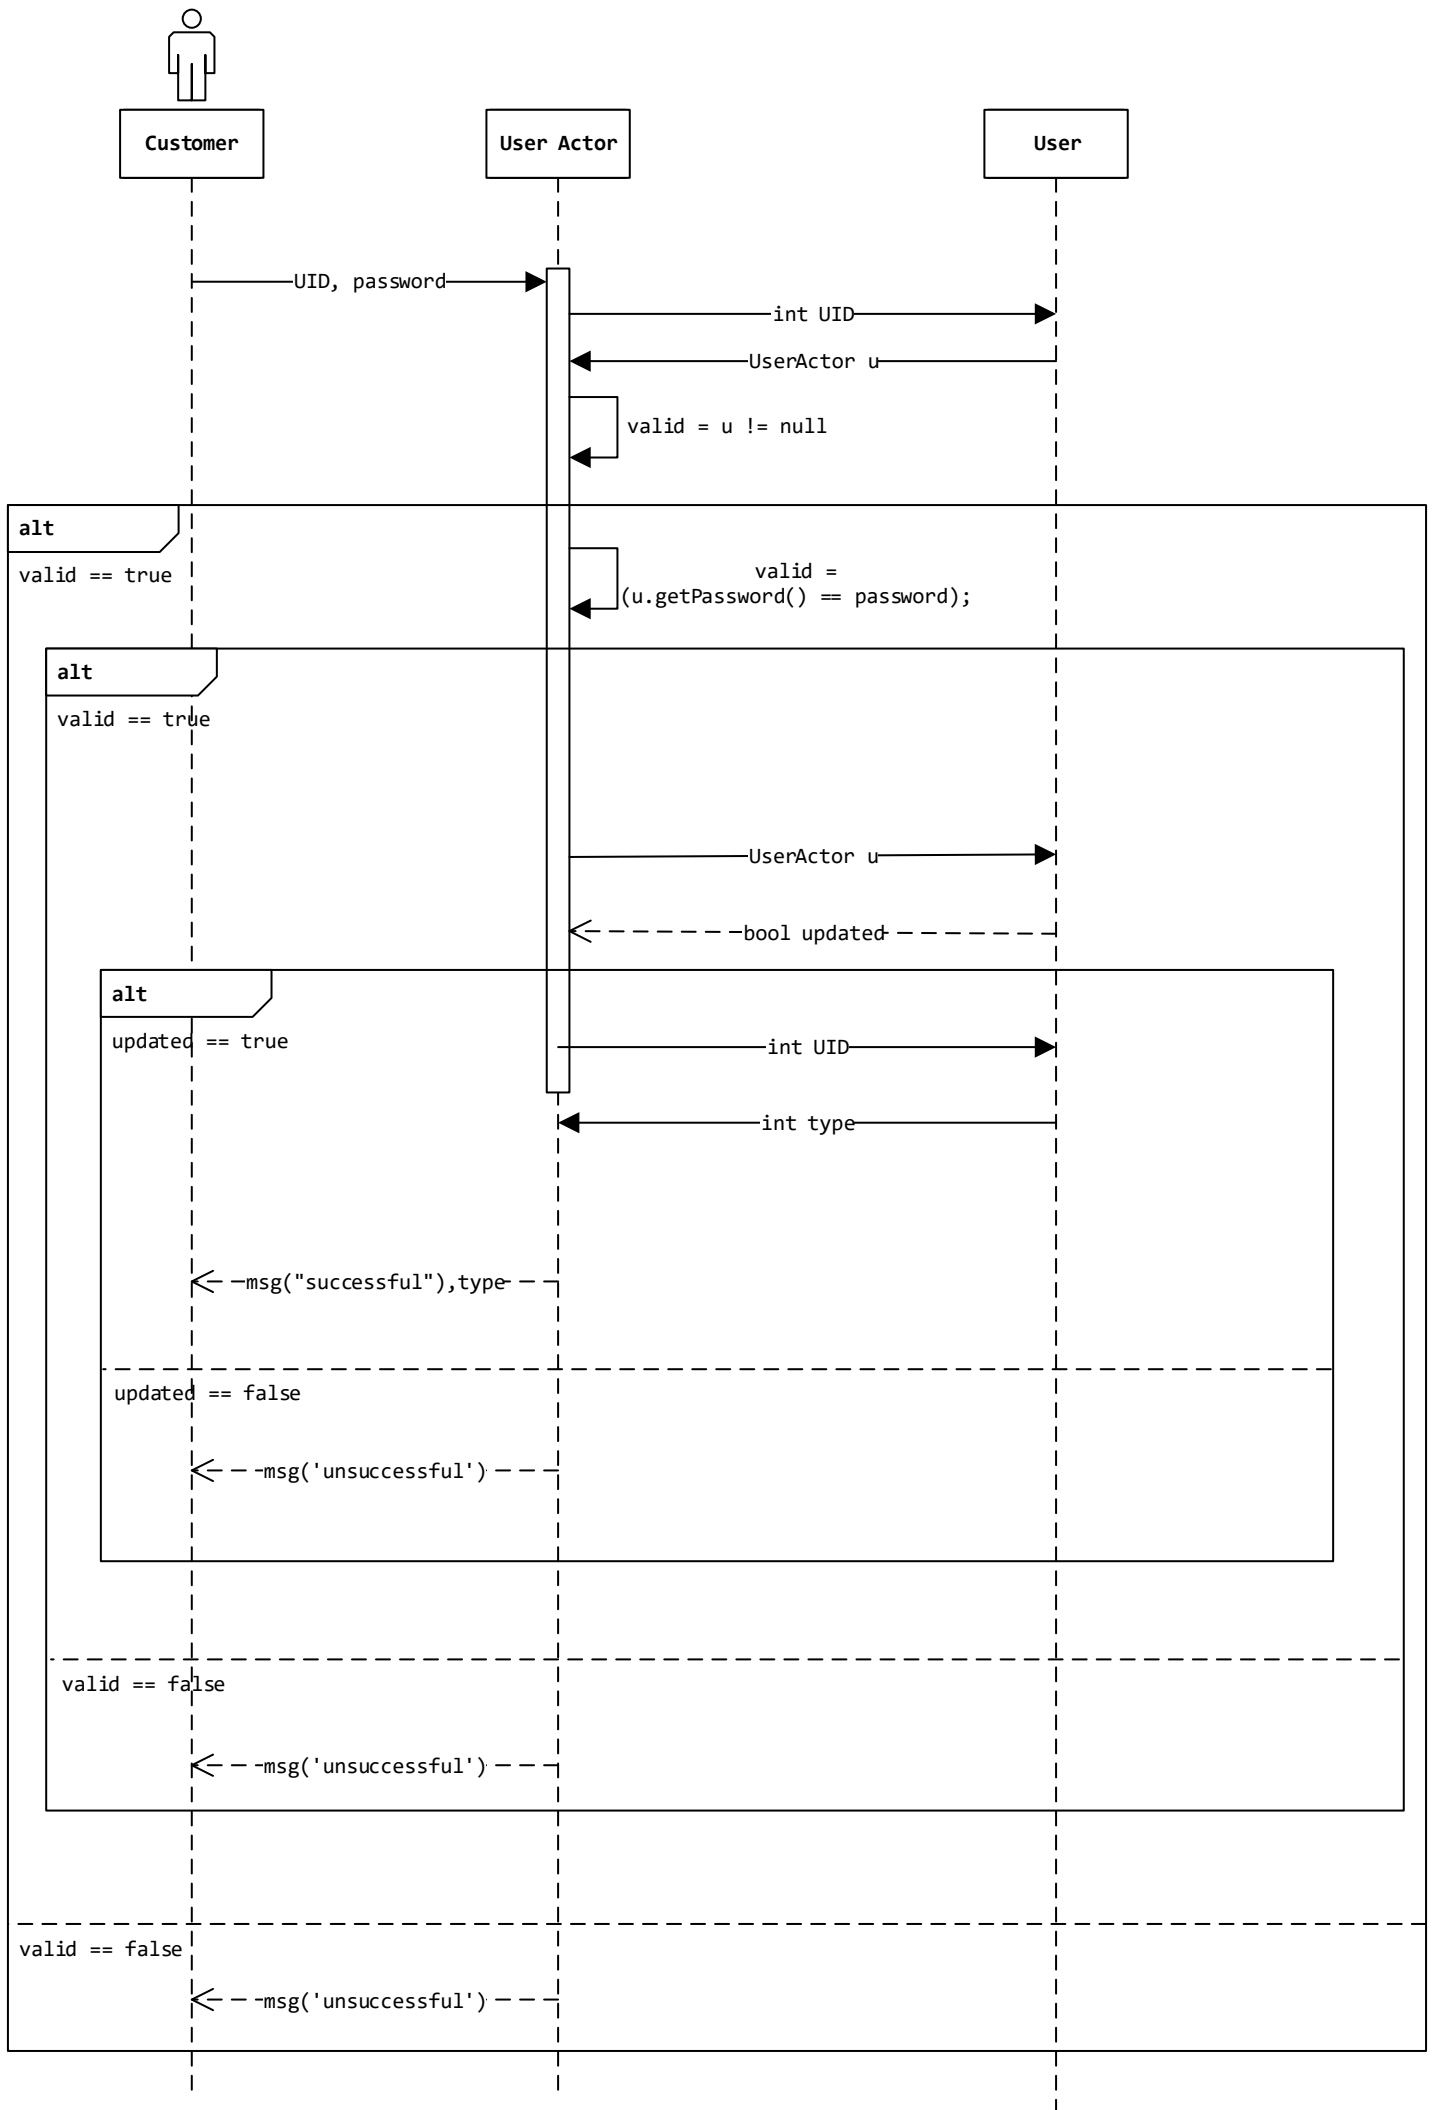 Customer
User Actor
User
UID, password
int UID
UserActor u
valid = u != null
alt
valid == true
valid =
(u.getPassword() == password);
alt
valid == true
UserActor u
bool updated
alt
updated == true
int UID
int type
msg("successful"),type
updated == false
msg('unsuccessful')
valid == false
msg('unsuccessful')
valid == false
msg('unsuccessful')